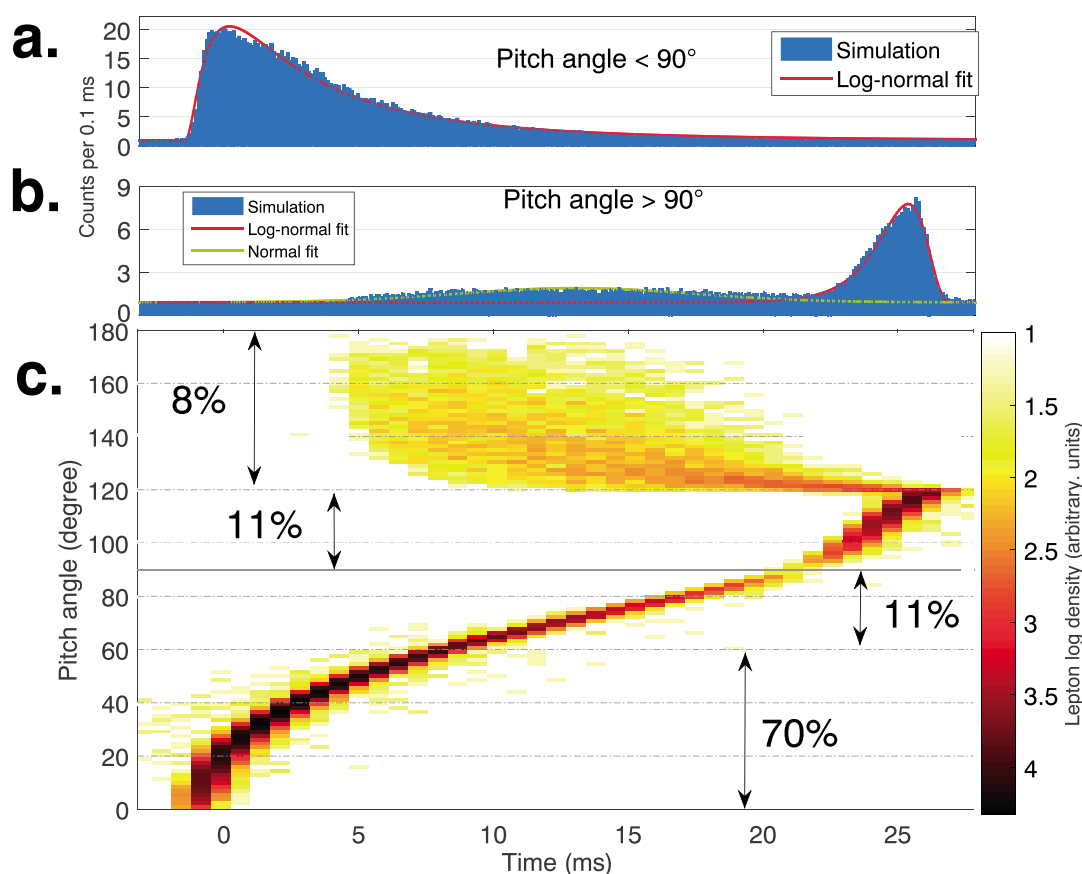 a.
Counts per 0.1 ms
20
15
10
5
0
Pitch angle < 90°
Simulation
Log-normal fit
b.
9
6
3
0
Pitch angle > 90°
Simulation
Log-normal fit
Normal fit
c.
Pitch angle (degree)
180
160
140
120
100
80
60
40
20
0
8%
11%
11%
70%
0
5
10
15
20
25
Time (ms)
1
1.5
2
2.5
3
3.5
4
Lepton log density (arbitrary. units)